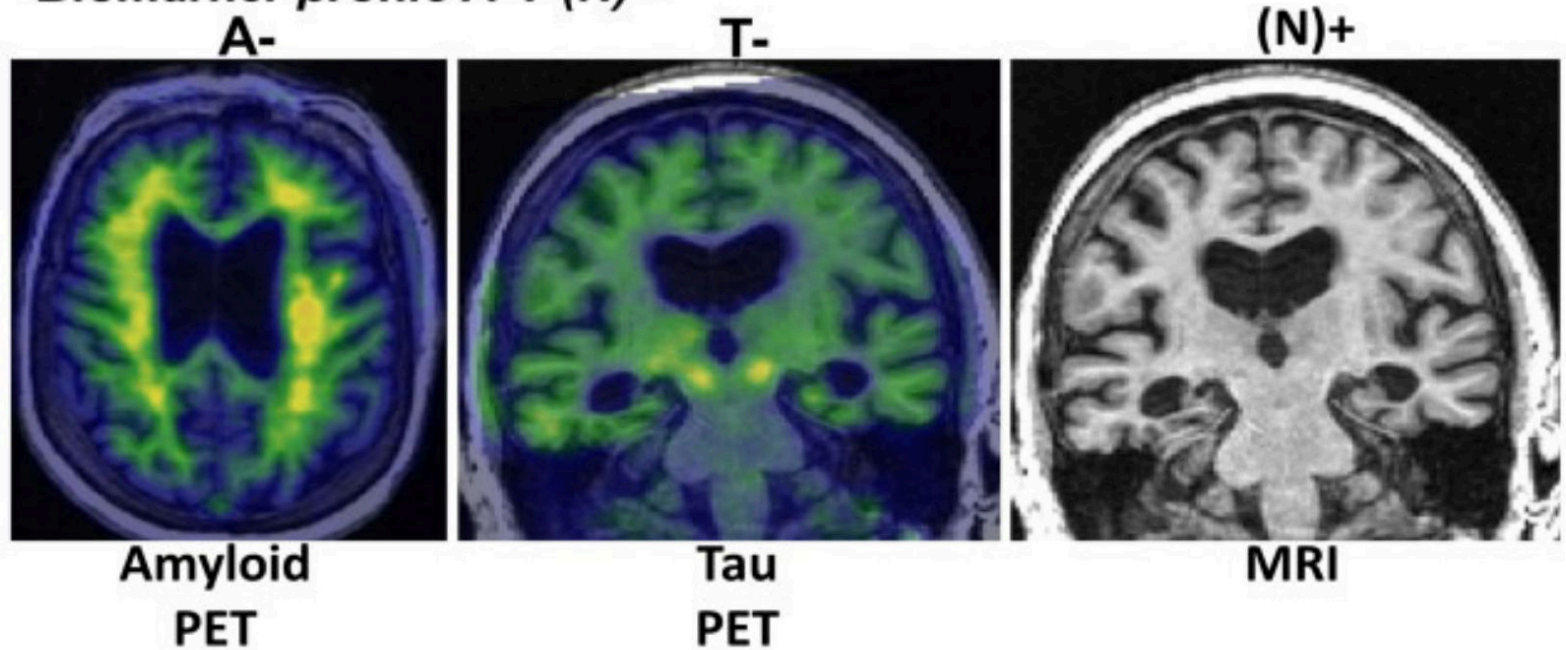 A-
T-
(N)+
Amyloid
PET
Tau
PET
MRI